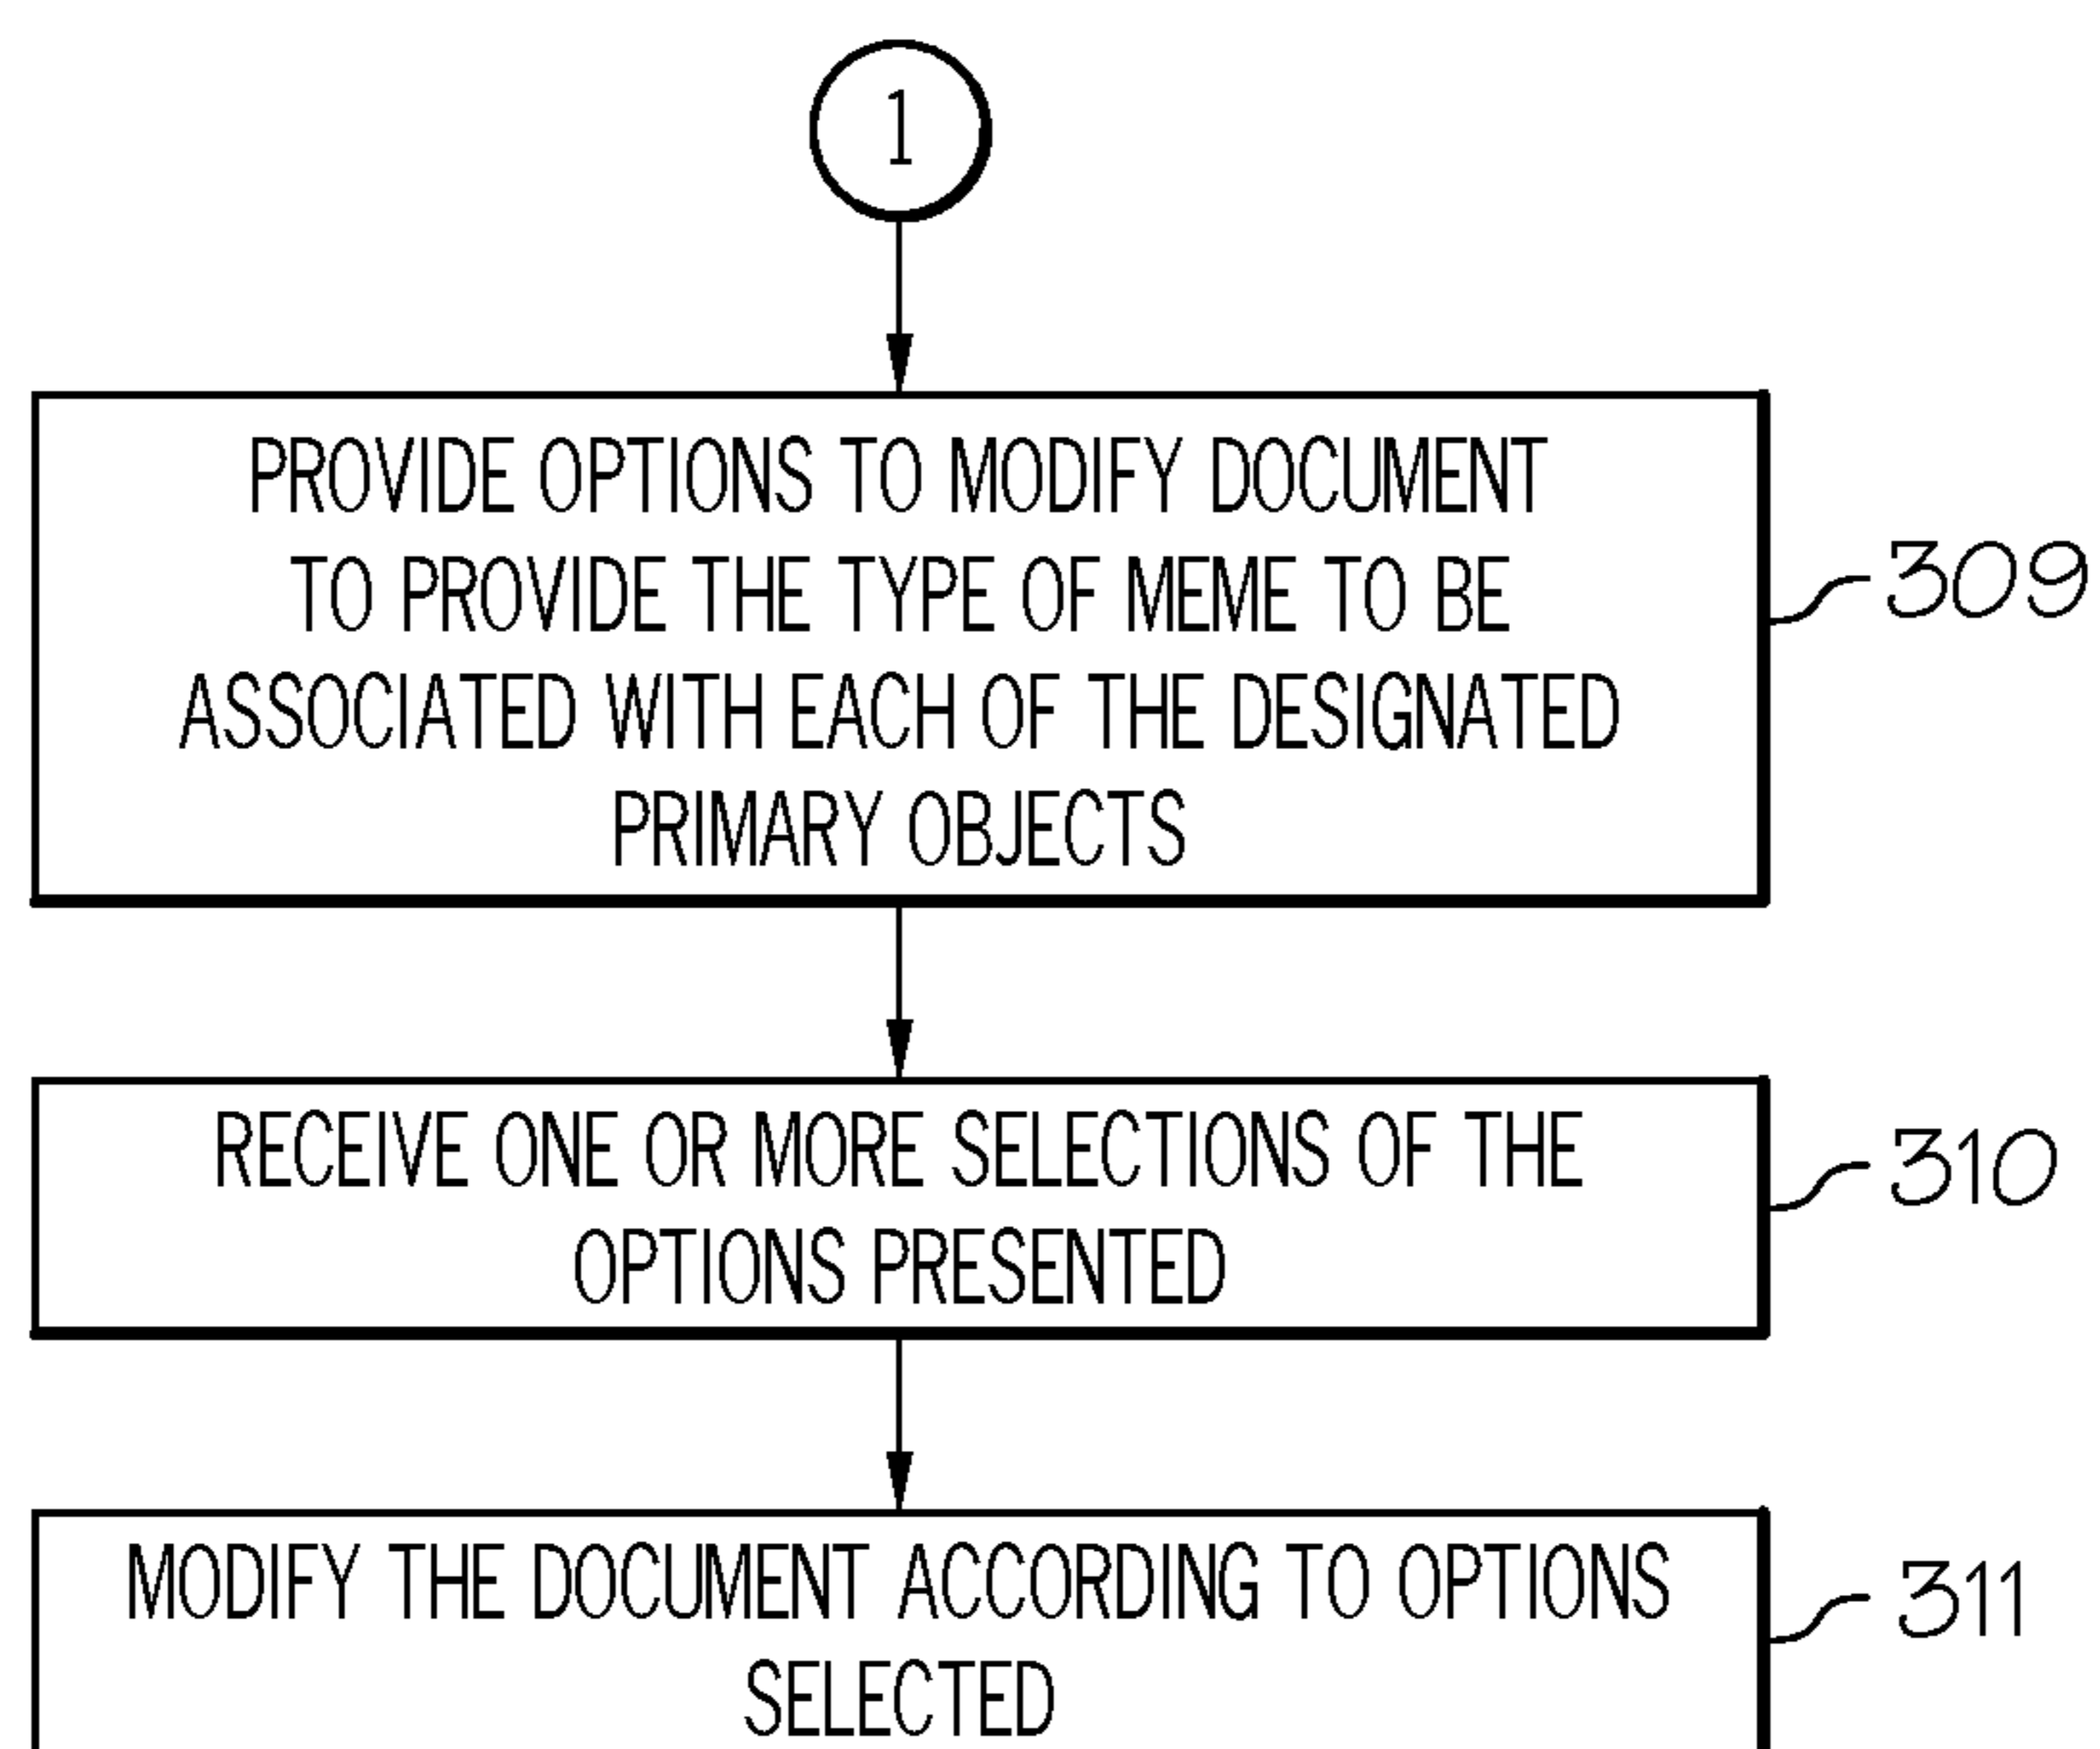 1
PROVIDE OPTIONS TO MODIFY DOCUMENT
TO PROVIDE THE TYPE OF MEME TO BE
ASSOCIATED WITH EACH OF THE DESIGNATED
PRIMARY OBJECTS
309
RECEIVE ONE OR MORE SELECTIONS OF THE
OPTIONS PRESENTED
310
MODIFY THE DOCUMENT ACCORDING TO OPTIONS
SELECTED
311